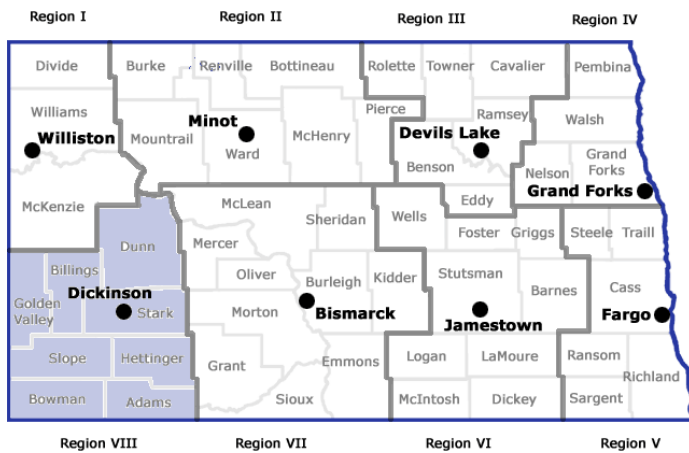 Region I
Region II
Region III
Region IV
Divide
Burke
Renville
Bottineau
Rolette
Towner
Cavalier
Pembina
Williams
Williston
Mountrail
Minot
Ward
McHenry
Pierce
Ramsey
Devils Lake
Benson
Walsh
Nelson
Grand
Forks
Grand Forks
McKenzie
McLean
Sheridan
Wells
Eddy
Foster
Griggs
Steele
Traill
Dunn
Mercer
Oliver
Burleigh
Kidder
Stutsman
Barnes
Cass
Billings
Golden
Valley
Dickinson
Stark
Morton
Bismarck
Jamestown
Fargo
Slope
Hettinger
Grant
Emmons
Logan
LaMoure
Ransom
Richland
Bowman
Adams
Sioux
McIntosh
Dickey
Sargent
Region VIII
Region VII
Region VI
Region V